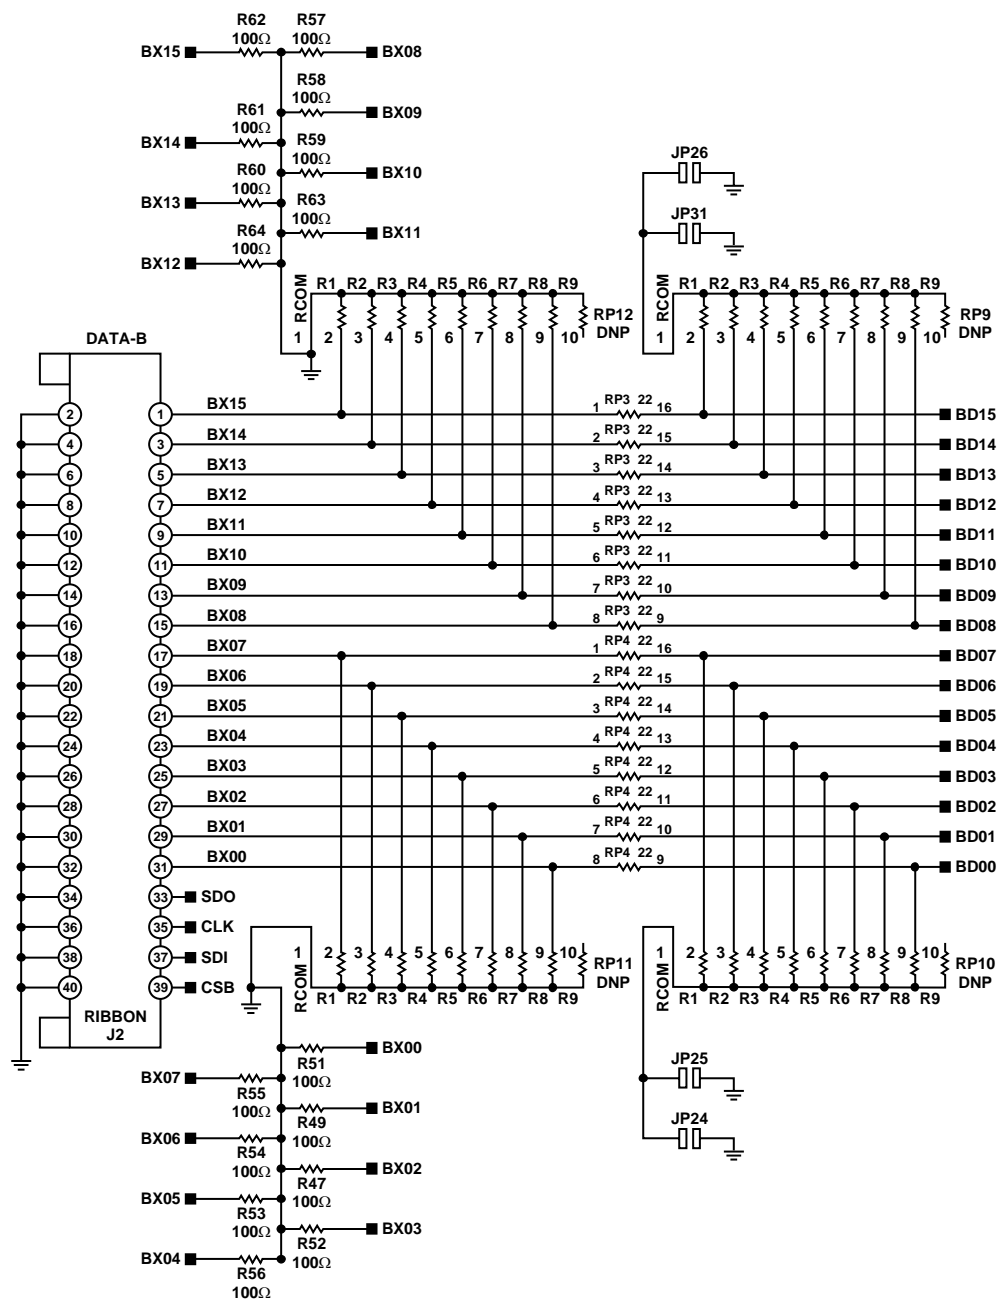 R62 R57
100Ω 100Ω
BX15 BX08
R58
100Ω
R61 BX09
100Ω
BX14 R59
100Ω
R60 BX10
100Ω
BX13 R63
100Ω
R64 BX11
100Ω
BX12
JP26
JP31
RCOM R1 R2 R3 R4 R5 R6 R7 R8 R9
1 2 3 4 5 6 7 8 9 10
RP12
DNP
RCOM R1 R2 R3 R4 R5 R6 R7 R8 R9
1 2 3 4 5 6 7 8 9 10
RP9
DNP
DATA-B
2 1 BX15 1 RP3 22 16 BD15
4 3 BX14 2 RP3 22 15 BD14
6 5 BX13 3 RP3 22 14 BD13
8 7 BX12 4 RP3 22 13 BD12
10 9 BX11 5 RP3 22 12 BD11
12 11 BX10 6 RP3 22 11 BD10
14 13 BX09 7 RP3 22 10 BD09
16 15 BX08 8 RP3 22 9 BD08
18 17 BX07 1 RP4 22 16 BD07
20 19 BX06 2 RP4 22 15 BD06
22 21 BX05 3 RP4 22 14 BD05
24 23 BX04 4 RP4 22 13 BD04
26 25 BX03 5 RP4 22 12 BD03
28 27 BX02 6 RP4 22 11 BD02
30 29 BX01 7 RP4 22 10 BD01
32 31 BX00 8 RP4 22 9 BD00
34 33 SDO
36 35 CLK
38 37 SDI
40 39 CSB
RIBBON
J2
1 2 3 4 5 6 7 8 9 10
RCOM R1 R2 R3 R4 R5 R6 R7 R8 R9
RP11
DNP
1 2 3 4 5 6 7 8 9 10
RCOM R1 R2 R3 R4 R5 R6 R7 R8 R9
RP10
DNP
BX00
R51
100Ω
BX07
R55
100Ω
BX01
R49
100Ω
BX06
R54
100Ω
BX02
R47
100Ω
BX05
R53
100Ω
BX03
R52
100Ω
BX04
R56
100Ω
JP25
JP24